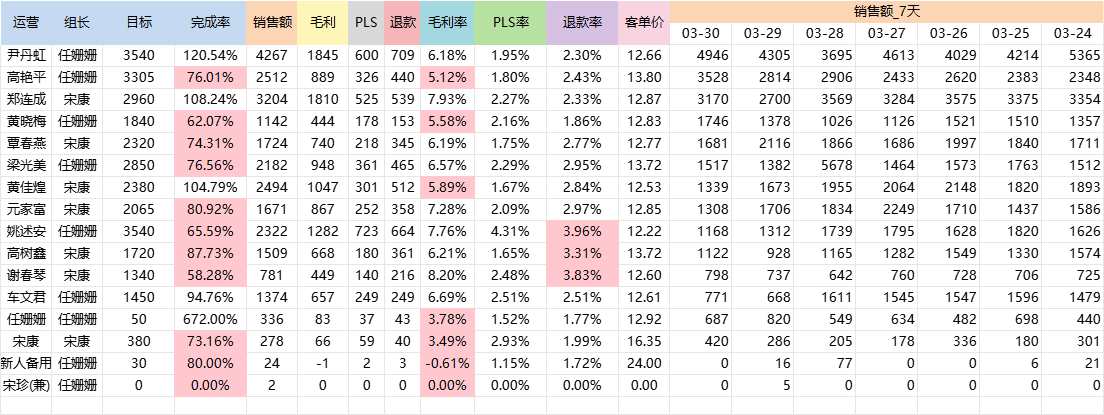 运营 组长 目标 完成率 销售额 毛利 PLS 退款 毛利率 PLS率 退款率 客单价 销售额_7天
03-30 03-29 03-28 03-27 03-26 03-25 03-24
尹丹虹 任姗姗 3540 120.54% 4267 1845 600 709 6.18% 1.95% 2.30% 12.66 4946 4305 3695 4613 4029 4214 5365
高艳平 任姗姗 3305 76.01% 2512 889 326 440 5.12% 1.80% 2.43% 13.80 3528 2814 2906 2433 2620 2383 2348
郑连成 宋康 2960 108.24% 3204 1810 525 539 7.93% 2.27% 2.33% 12.87 3170 2700 3569 3284 3575 3375 3354
黄晓梅 任姗姗 1840 62.07% 1142 444 178 153 5.58% 2.16% 1.86% 12.83 1746 1378 1026 1126 1521 1510 1357
覃春燕 宋康 2320 74.31% 1724 740 218 345 6.19% 1.75% 2.77% 12.77 1681 2116 1866 1686 1997 1840 1711
梁光美 任姗姗 2850 76.56% 2182 948 361 465 6.57% 2.29% 2.95% 13.72 1517 1382 5678 1464 1573 1763 1512
黄佳煌 宋康 2380 104.79% 2494 1047 301 512 5.89% 1.67% 2.84% 12.53 1339 1673 1955 2064 2148 1820 1893
元家富 宋康 2065 80.92% 1671 867 252 358 7.28% 2.09% 2.97% 12.85 1308 1706 1834 2249 1710 1437 1586
姚述安 任姗姗 3540 65.59% 2322 1282 723 664 7.76% 4.31% 3.96% 12.22 1168 1312 1739 1795 1628 1820 1626
高树鑫 宋康 1720 87.73% 1509 668 180 361 6.21% 1.65% 3.31% 13.72 1122 928 1165 1282 1549 1330 1574
谢春琴 宋康 1340 58.28% 781 449 140 216 8.20% 2.48% 3.83% 12.60 798 737 642 760 728 706 725
车文君 任姗姗 1450 94.76% 1374 657 249 249 6.69% 2.51% 2.51% 12.61 771 668 1611 1545 1547 1596 1479
任姗姗 任姗姗 50 672.00% 336 83 37 43 3.78% 1.52% 1.77% 12.92 687 820 549 634 482 698 440
宋康 宋康 380 73.16% 278 66 59 40 3.49% 2.93% 1.99% 16.35 420 286 205 178 336 180 301
新人备用 任姗姗 30 80.00% 24 -1 2 3 -0.61% 1.15% 1.72% 24.00 0 16 77 0 0 6 21
宋珍(兼) 任姗姗 0 0.00% 2 0 0 0 0.00% 0.00% 0.00% 0.00 0 5 0 0 0 0 0